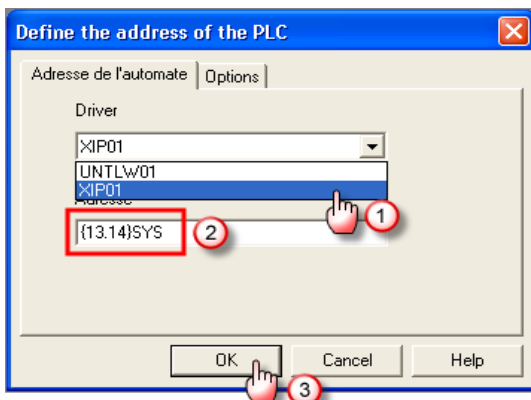 Define the address of the PLC
Adresse de l'automate Options
Driver
XIP01
UNTLW01
XIP01
1
Adresse
{13.14}SYS
2
OK Cancel Help
3